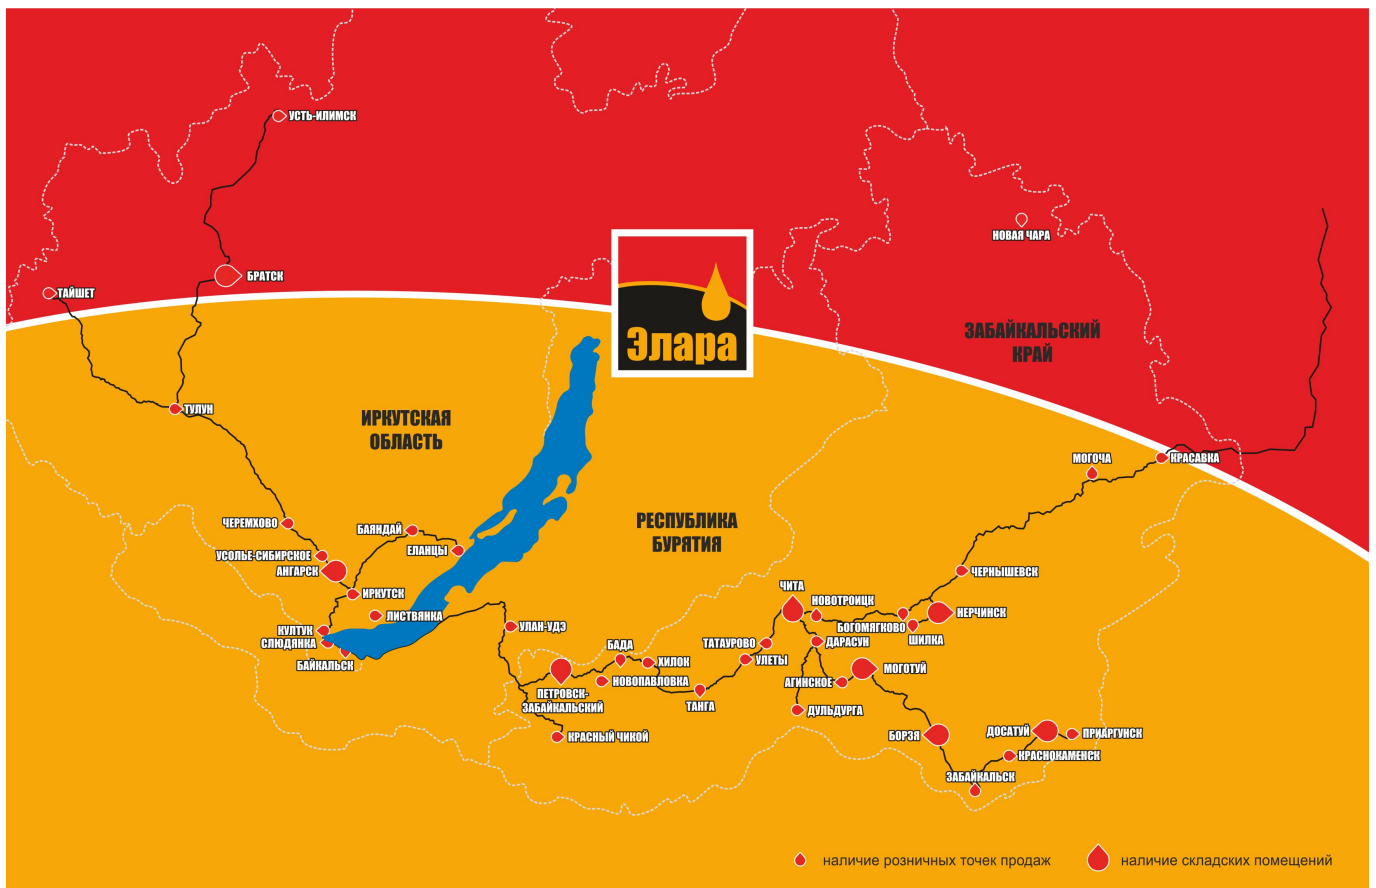 УСТЬ-ИЛИМСК
НОВАЯ ЧАРА
БРАТСК
ТАЙШЕТ
Элара
ЗАБАЙКАЛЬСКИЙ
КРАЙ
ТУЛУН
ИРКУТСКАЯ
ОБЛАСТЬ
МОГОЧА
КРАСАВКА
РЕСПУБЛИКА
БУРЯТИЯ
ЧЕРЕМХОВО
БАЯНДАЙ
ЕЛАНЦЫ
УСОЛЬЕ-СИБИРСКОЕ
АНГАРСК
ИРКУТСК
ЛИСТВЯНКА
КУЛТУК
СЛЮДЯНКА
БАЙКАЛЬСК
УЛАН-УДЭ
ЧИТА
НОВОТРОИЦК
ЧЕРНЫШЕВСК
НЕРЧИНСК
БОГОМЯГКОВО
ШИЛКА
ДАРАСУН
ТАТАУРОВО
УЛЕТЫ
БАДА
ХИЛОК
НОВОПАВЛОВКА
МОГОТУЙ
АГИНСКОЕ
ПЕТРОВСК-
ЗАБАЙКАЛЬСКИЙ
ТАНГА
ДУЛЬДУРГА
КРАСНЫЙ ЧИКОЙ
БОРЗЯ
ДОСАТУЙ
ПРИАРГУНСК
КРАСНОКАМЕНСК
ЗАБАЙКАЛЬСК
наличие розничных точек продаж
наличие складских помещений